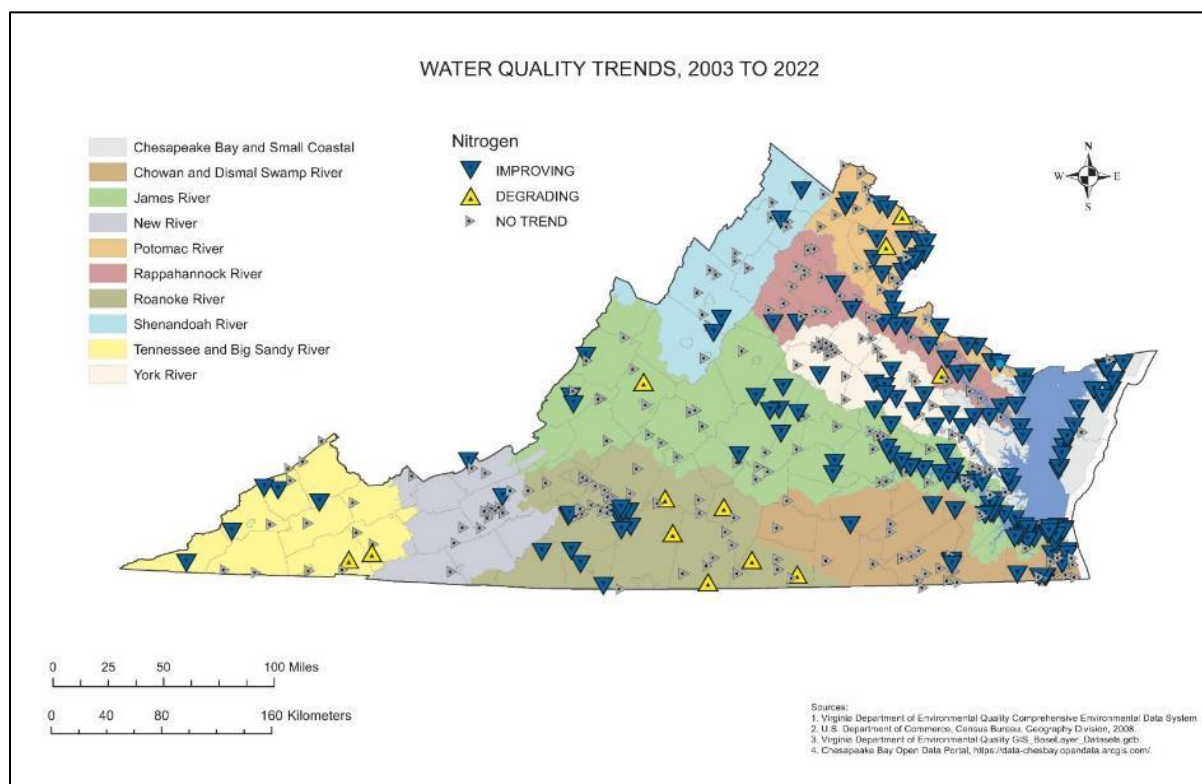 WATER QUALITY TRENDS, 2003 TO 2022
Chesapeake Bay and Small Coastal
Chowan and Dismal Swamp River
James River
New River
Potomac River
Rappahannock River
Roanoke River
Shenandoah River
Tennessee and Big Sandy River
York River
Nitrogen
IMPROVING
DEGRADING
NO TREND
N
W E
S
0 25 50 100 Miles
0 40 80 160 Kilometers
Sources:
1. Virginia Department of Environmental Quality Comprehensive Environmental Data System
2. U.S. Department of Commerce, Census Bureau, Geography Division, 2008.
3. Virginia Department of Environmental Quality GIS_BaseLayer_Datasets.gdb.
4. Chesapeake Bay Open Data Portal, https://data-chesbay.opendata.arcgis.com/.